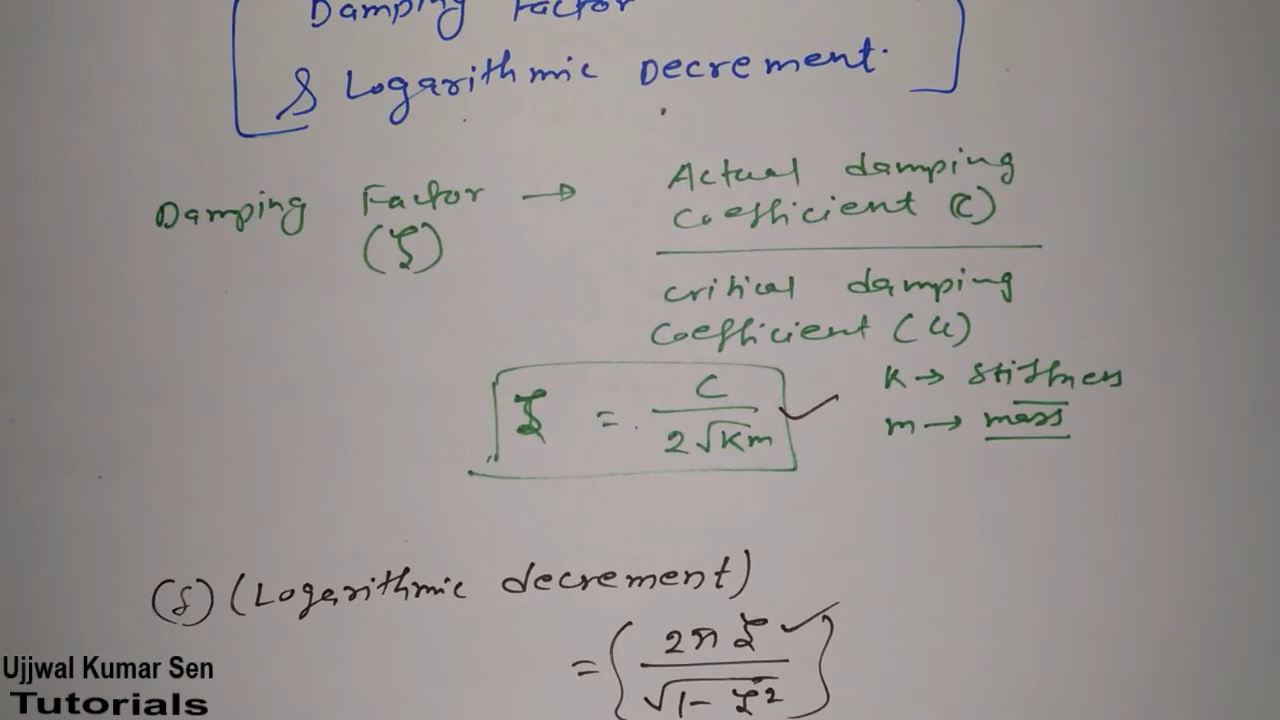 Damping Factor
& Logarithmic Decrement.
Damping Factor → Actual damping
(ζ) coefficient (C)
critical damping
coefficient (Cc)
ζ = C / 2√Km
K → Stiffness
m → mass
(δ) (Logarithmic decrement)
= { 2π ζ / √1 - ζ² }
Ujjwal Kumar Sen
Tutorials